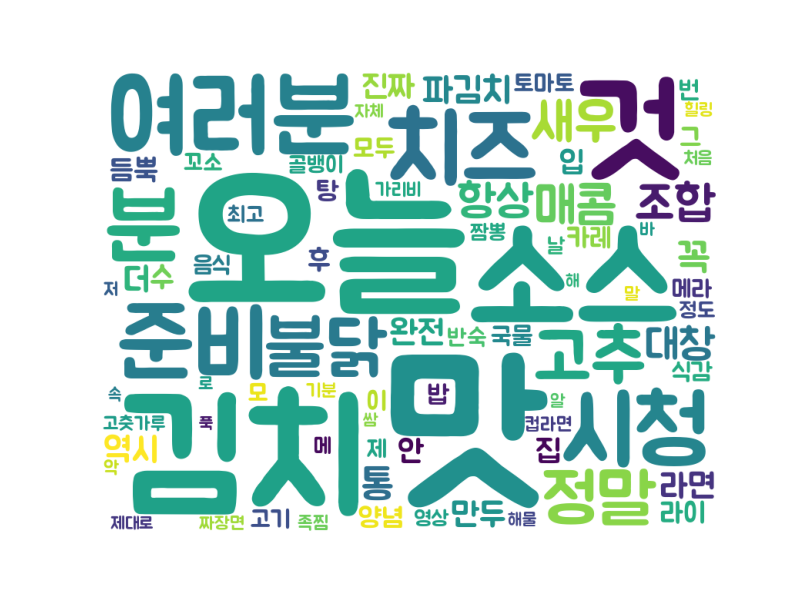 여러분
진짜
파김치
토마토
것
번
힐링
자체
치즈
새우
그
꼬소
골뱅이
모두
입
처음
듬뿍
탕
가리비
항상
매콤
조합
분
최고
오늘
짬뽕
날
카레
바
더
수
음식
후
소스
꼭
저
해
말
메라
정도
준비
불닭
완전
반숙
국물
고추
대창
식감
속
로
모
기분
이
밥
맛
알
김치
고춧가루
푹
쌈
컵라면
시청
역시
메
제
안
집
악
통
정말
라면
제대로
짜장면
고기
족찜
양념
영상
만두
해물
라이